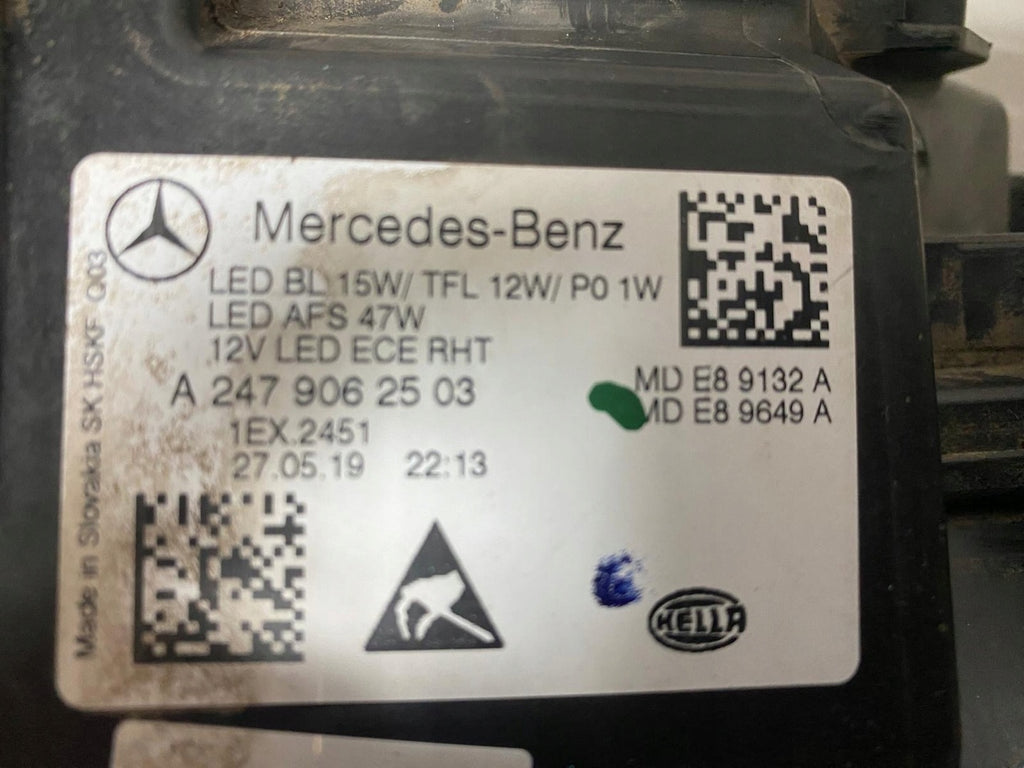 Mercedes-Benz
LED BL 15W/ TFL 12W/ P0 1W
LED AFS 47W
12V LED ECE RHT
A 247 906 25 03
1EX.2451
27.05.19 22:13
MD E8 9132 A
MD E8 9649 A
Made in Slovakia SK HSKF Q03
HELLA